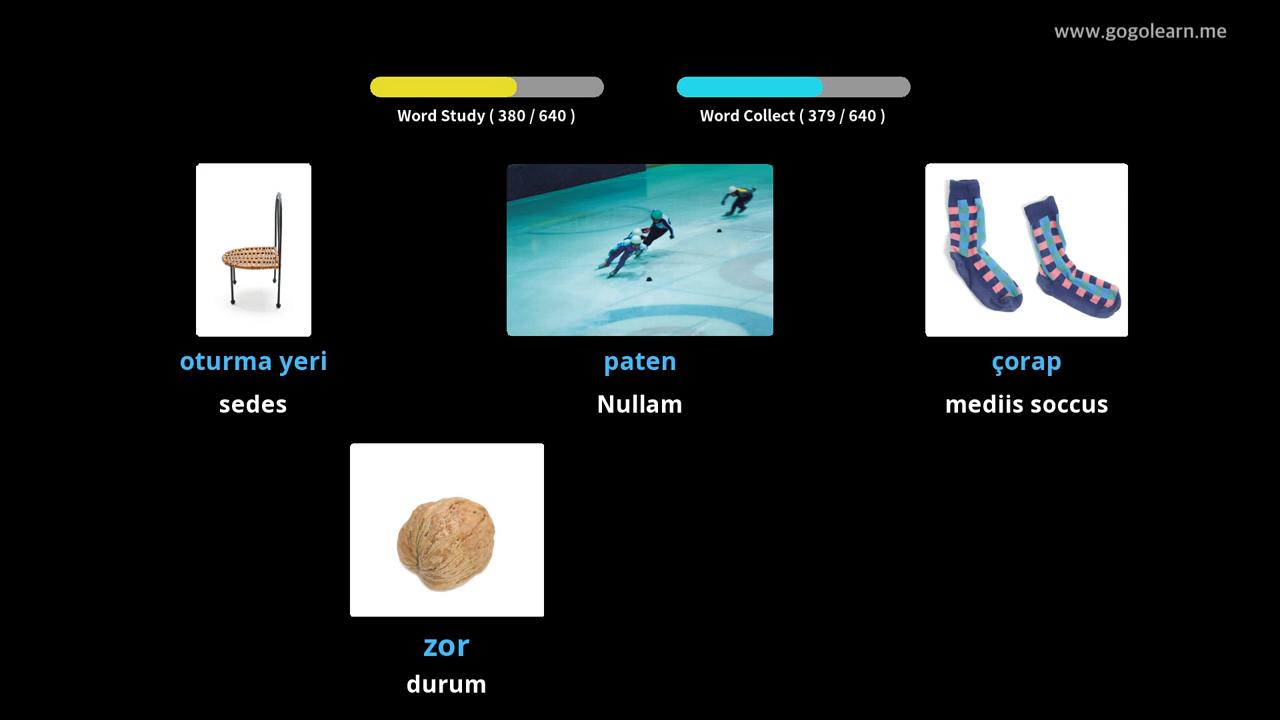 www.gogolearn.me
Word Study ( 380 / 640 )
Word Collect ( 379 / 640 )
oturma yeri
paten
çorap
sedes
Nullam
mediis soccus
zor
durum